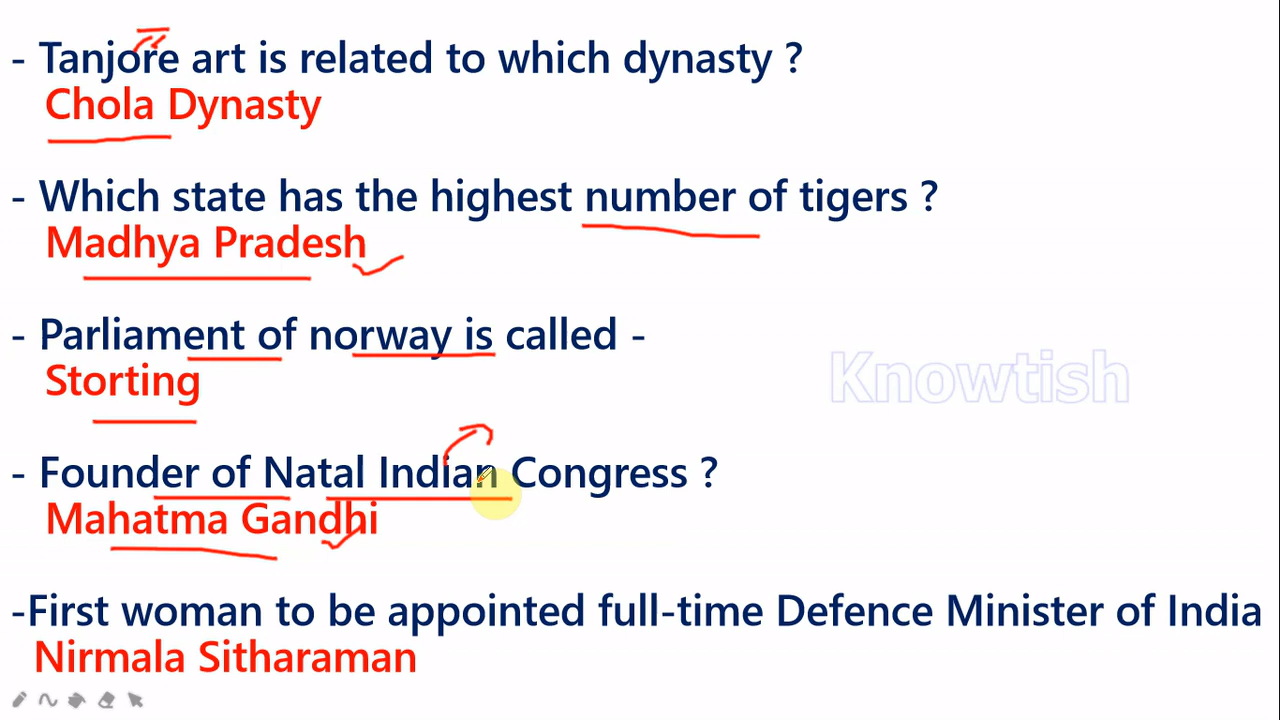 - Tanjore art is related to which dynasty ?
Chola Dynasty
- Which state has the highest number of tigers ?
Madhya Pradesh
- Parliament of norway is called -
Storting
Knowtish
- Founder of Natal Indian Congress ?
Mahatma Gandhi
-First woman to be appointed full-time Defence Minister of India
Nirmala Sitharaman